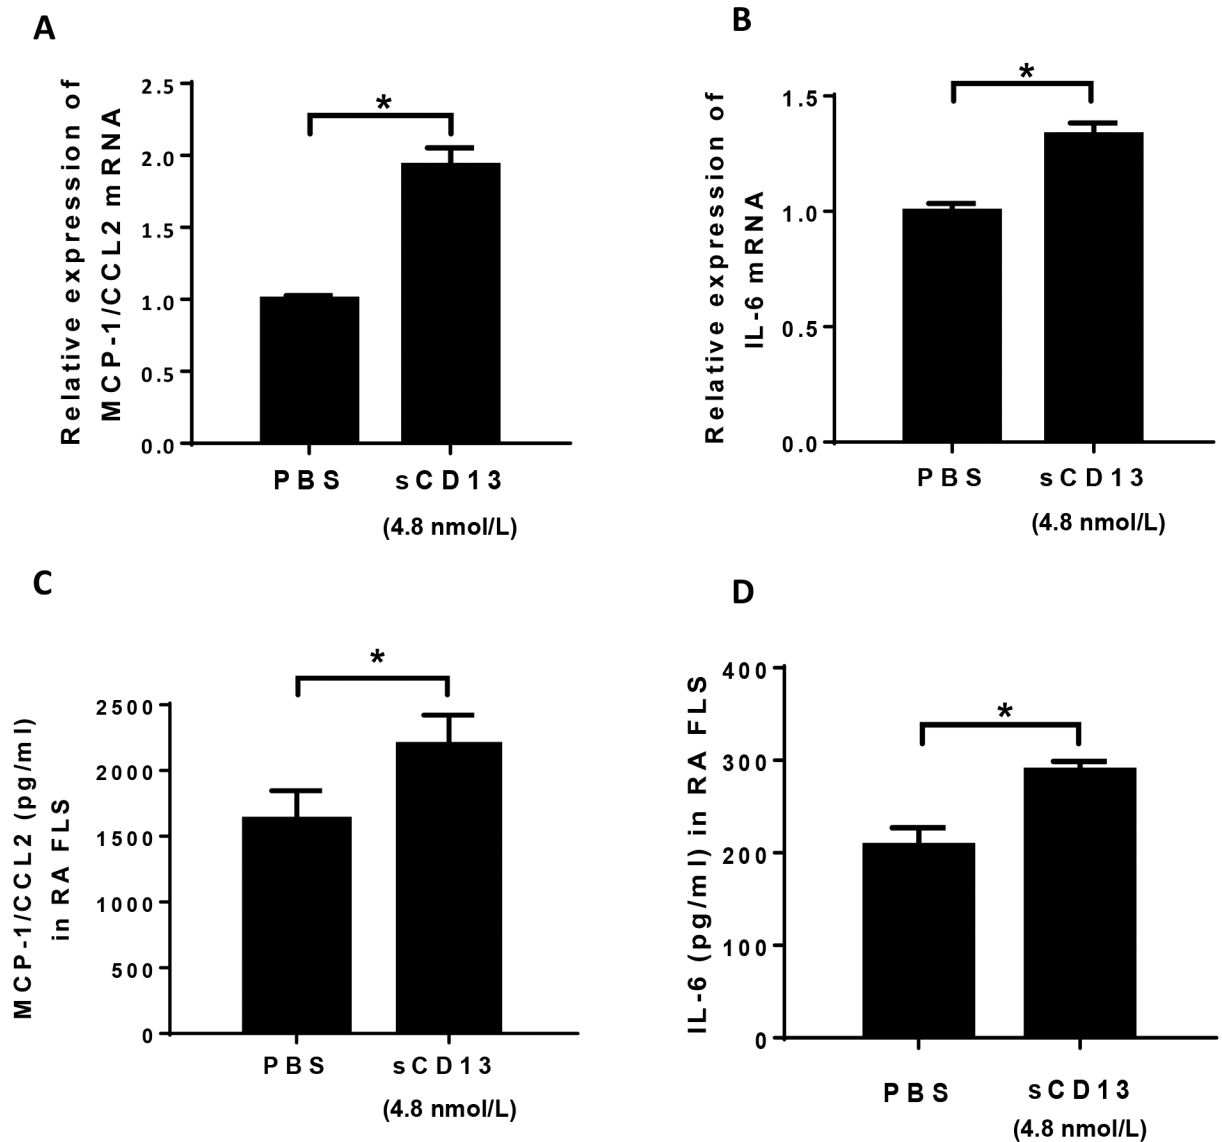 A
Relative expression of
MCP-1/CCL2 mRNA
2.5
2.0
1.5
1.0
0.5
0.0
*
PBS
sCD13
(4.8 nmol/L)
B
Relative expression of
IL-6 mRNA
1.5
1.0
0.5
0.0
*
PBS
sCD13
(4.8 nmol/L)
C
MCP-1/CCL2 (pg/ml)
in RA FLS
2500
2000
1500
1000
500
0
*
PBS
sCD13
(4.8 nmol/L)
D
IL-6 (pg/ml) in RA FLS
400
300
200
100
0
*
PBS
sCD13
(4.8 nmol/L)